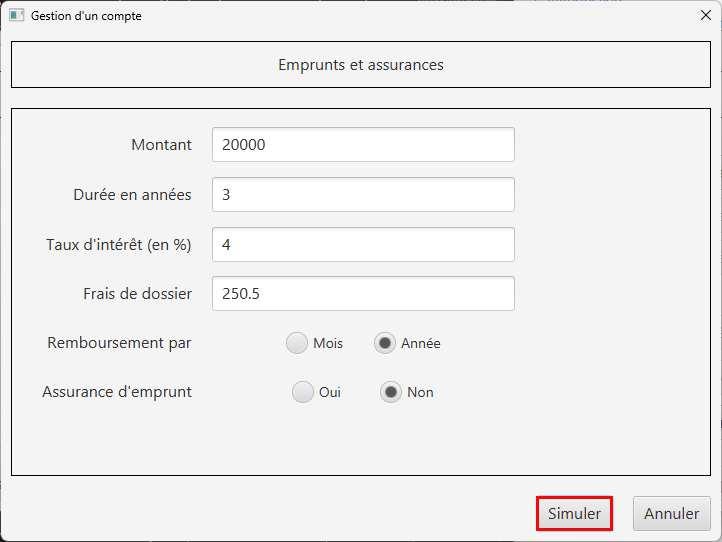 Gestion d'un compte
Emprunts et assurances
Montant 20000
Durée en années 3
Taux d'intérêt (en %) 4
Frais de dossier 250.5
Remboursement par Mois Année
Assurance d'emprunt Oui Non
Simuler Annuler